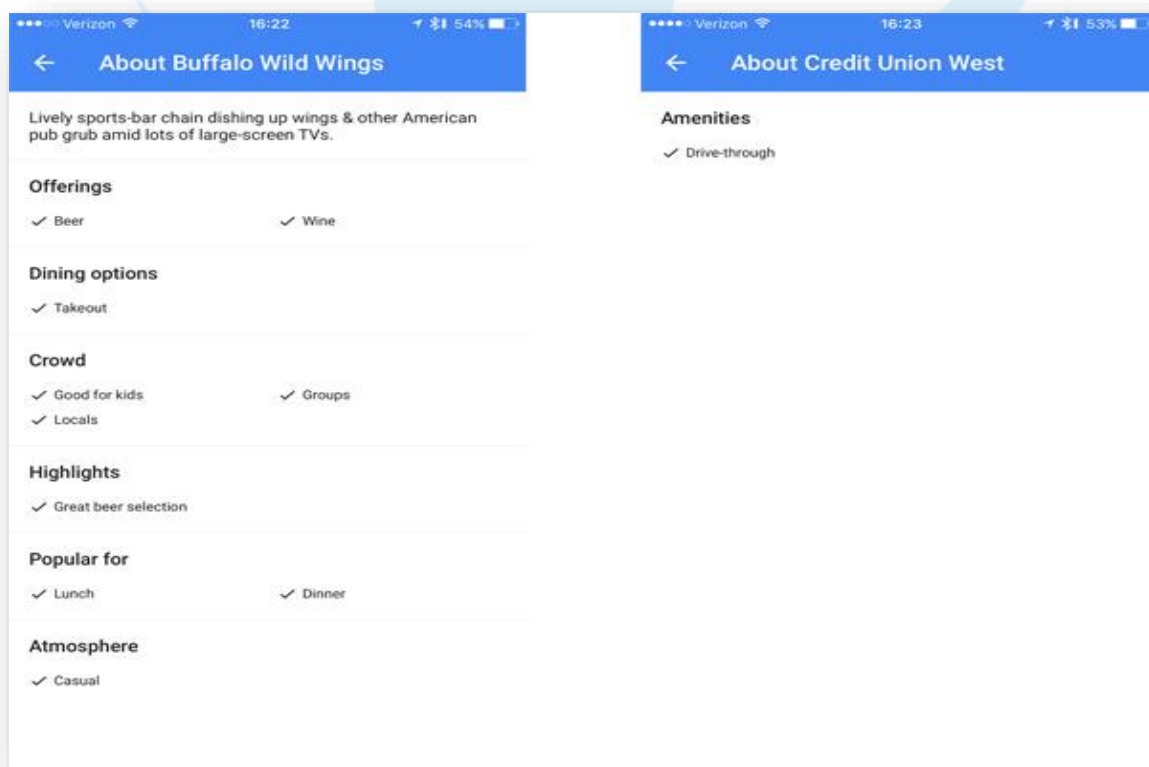 Verizon 16:22 54%
About Buffalo Wild Wings
Lively sports-bar chain dishing up wings & other American
pub grub amid lots of large-screen TVs.
Offerings
Beer Wine
Dining options
Takeout
Crowd
Good for kids Groups
Locals
Highlights
Great beer selection
Popular for
Lunch Dinner
Atmosphere
Casual
Verizon 16:23 53%
About Credit Union West
Amenities
Drive-through